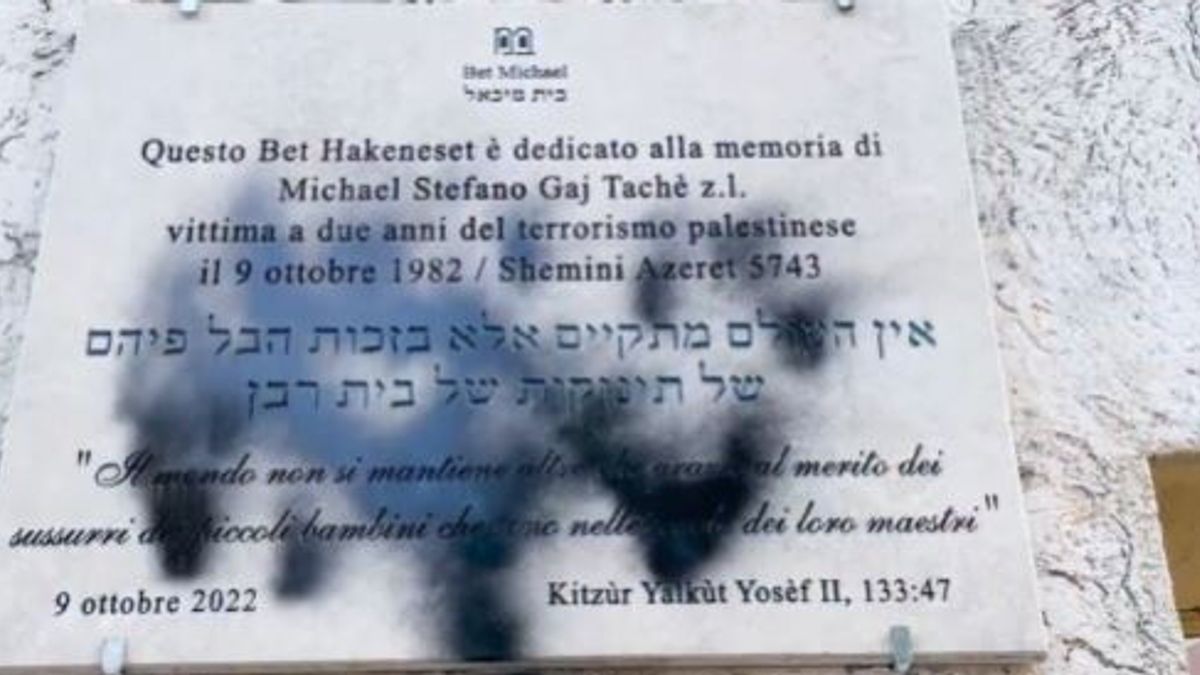 Bet Michael
בית מיכאל
Questo Bet Hakeneset è dedicato alla memoria di
Michael Stefano Gaj Tachè z.l.
vittima a due anni del terrorismo palestinese
il 9 ottobre 1982 / Shemini Azeret 5743
אין העולם מתקיים אלא בזכות הבל פיהם
של תינוקות של בית רבן
"Il mondo non si mantiene al merito dei
sussurri piccoli bambini che nelle dei loro maestri"
9 ottobre 2022
Kitzùr Yalkùt Yosèf II, 133:47